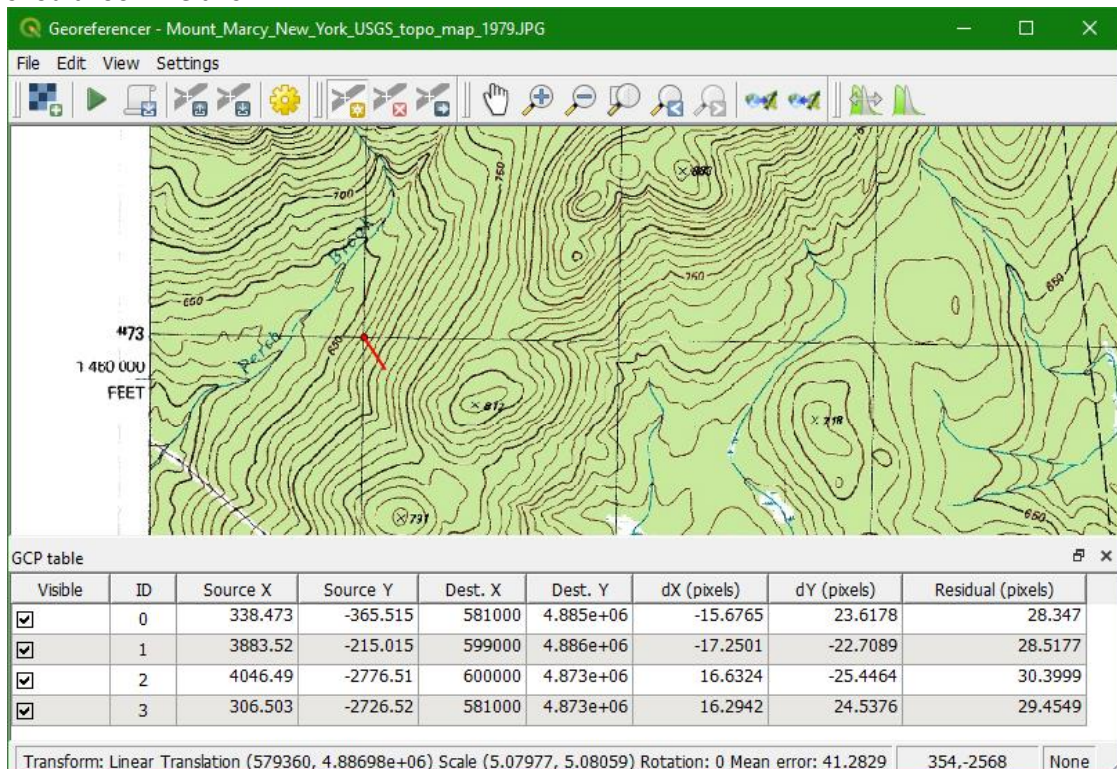 Georeferencer - Mount_Marcy_New_York_USGS_topo_map_1979.JPG
File Edit View Settings
760
880
700
Brook
760
650
650
4473
Perch
650
1 460 000
FEET
812
718
791
650
GCP table
Visible ID Source X Source Y Dest. X Dest. Y dX (pixels) dY (pixels) Residual (pixels)
0 338.473 -365.515 581000 4.885e+06 -15.6765 23.6178 28.347
1 3883.52 -215.015 599000 4.886e+06 -17.2501 -22.7089 28.5177
2 4046.49 -2776.51 600000 4.873e+06 16.6324 -25.4464 30.3999
3 306.503 -2726.52 581000 4.873e+06 16.2942 24.5376 29.4549
Transform: Linear Translation (579360, 4.88698e+06) Scale (5.07977, 5.08059) Rotation: 0 Mean error: 41.2829 354,-2568 None